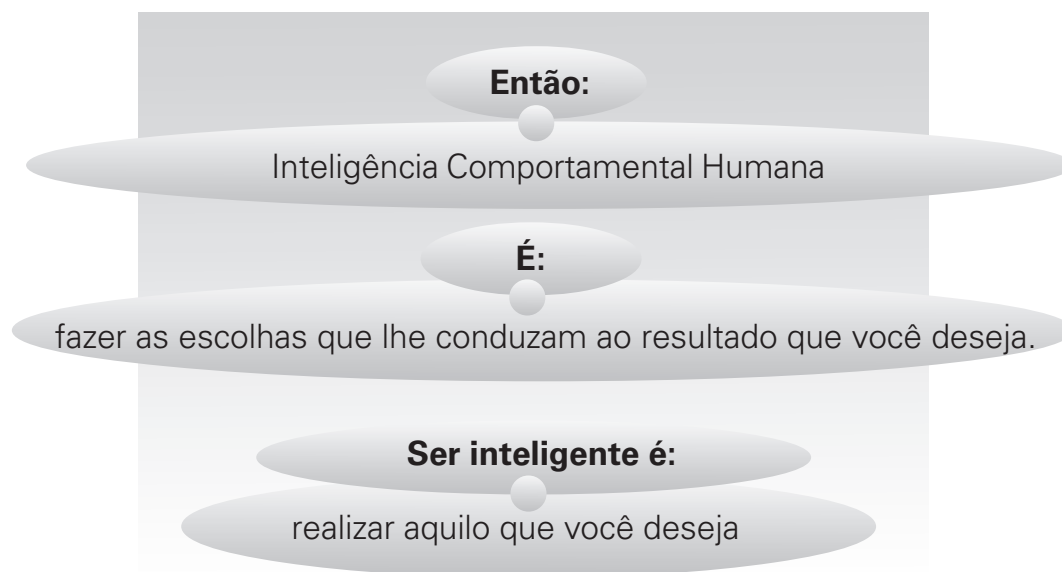 Então:
Inteligência Comportamental Humana
É:
fazer as escolhas que lhe conduzam ao resultado que você deseja.
Ser inteligente é:
realizar aquilo que você deseja